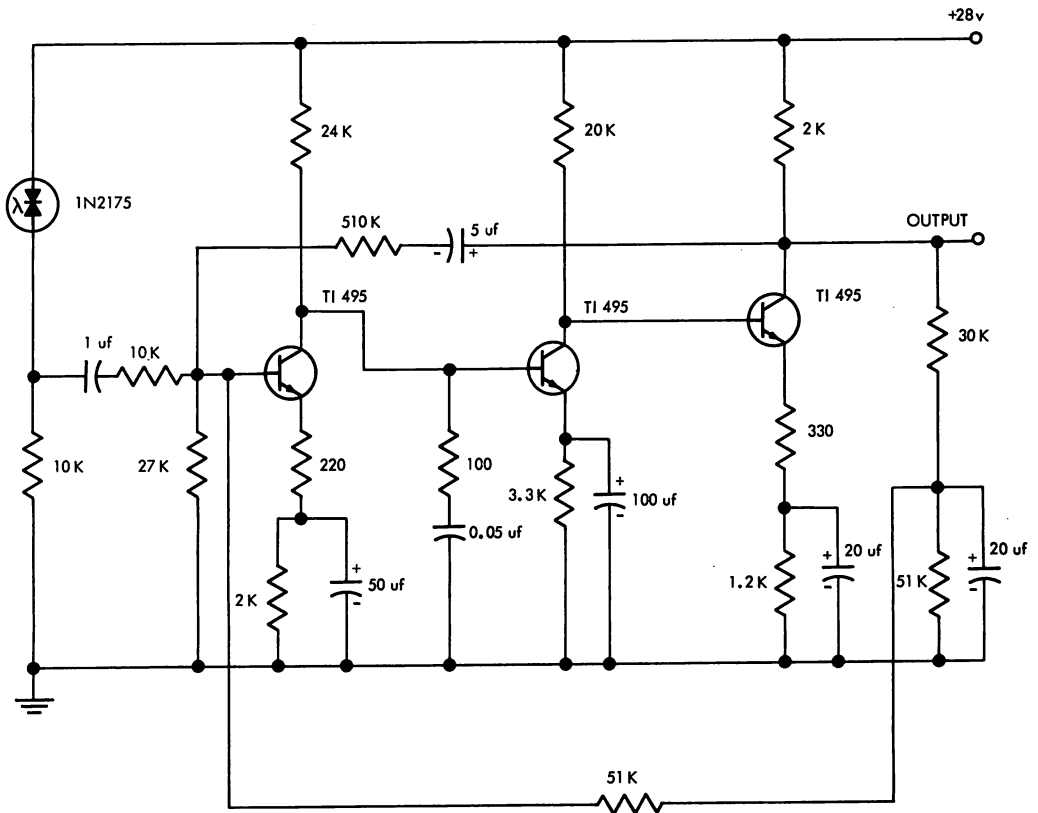 +28v
24 K
20 K
2 K
λ
1N2175
510 K
5 uf
- +
OUTPUT
TI 495
TI 495
TI 495
1 uf
10 K
30 K
10 K
27 K
220
100
3.3 K
+
100 uf
-
330
0.05 uf
2 K
+
50 uf
-
1.2 K
+
20 uf
-
51 K
+
20 uf
-
51 K